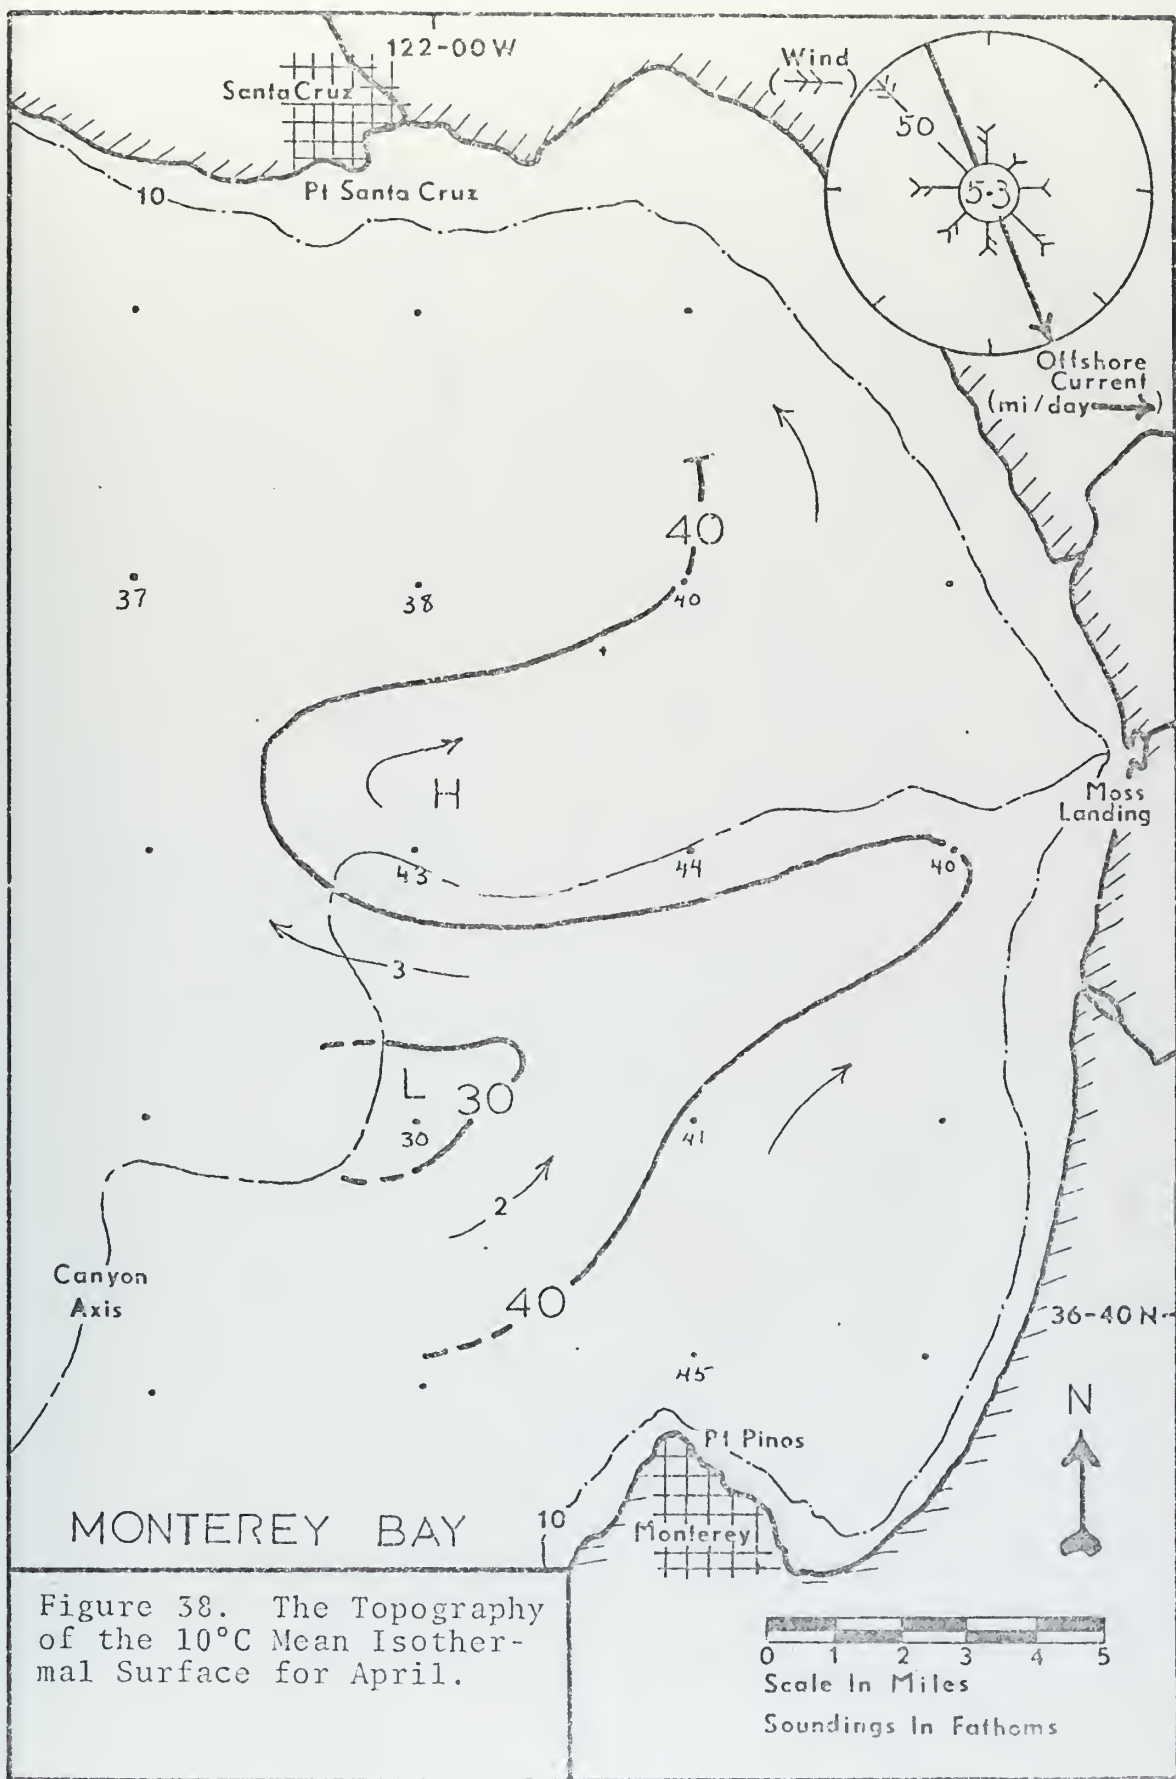 122-00W
Santa Cruz
Wind
50
5.3
Pt Santa Cruz
10
Offshore
Current
(mi/day )
40
37
38
40
H
Moss
Landing
43
44
40
3
L
30
30
41
2
Canyon
Axis
40
36-40 N
45
N
Pt Pinos
MONTEREY BAY
10
Monterey
Figure 38. The Topography
of the 10°C Mean Isother-
mal Surface for April.
0 1 2 3 4 5
Scale In Miles
Soundings In Fathoms